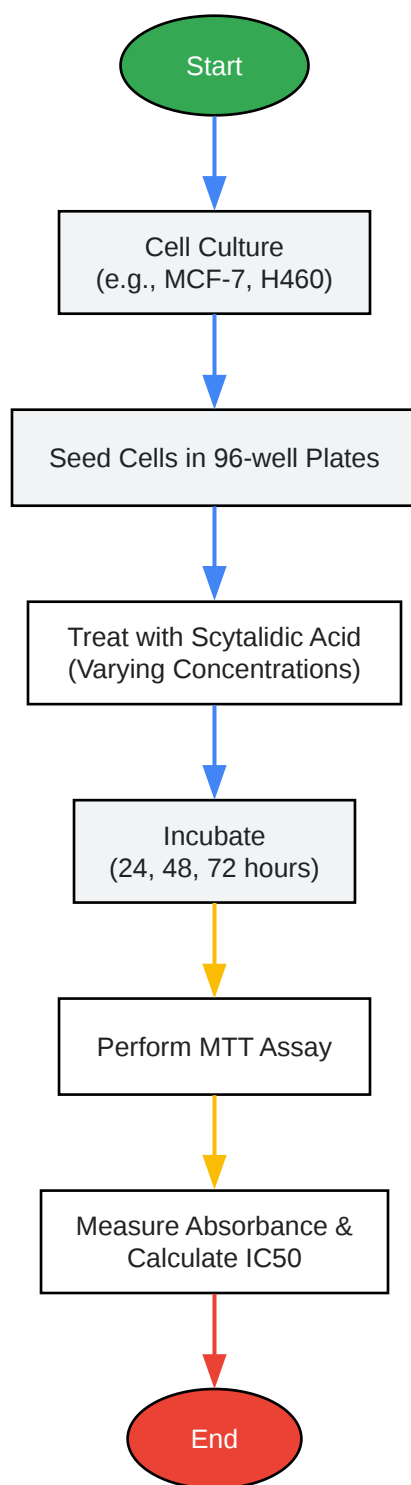 Start
Cell Culture
(e.g., MCF-7, H460)
Seed Cells in 96-well Plates
Treat with Scytalidic Acid
(Varying Concentrations)
Incubate
(24, 48, 72 hours)
Perform MTT Assay
Measure Absorbance &
Calculate IC50
End